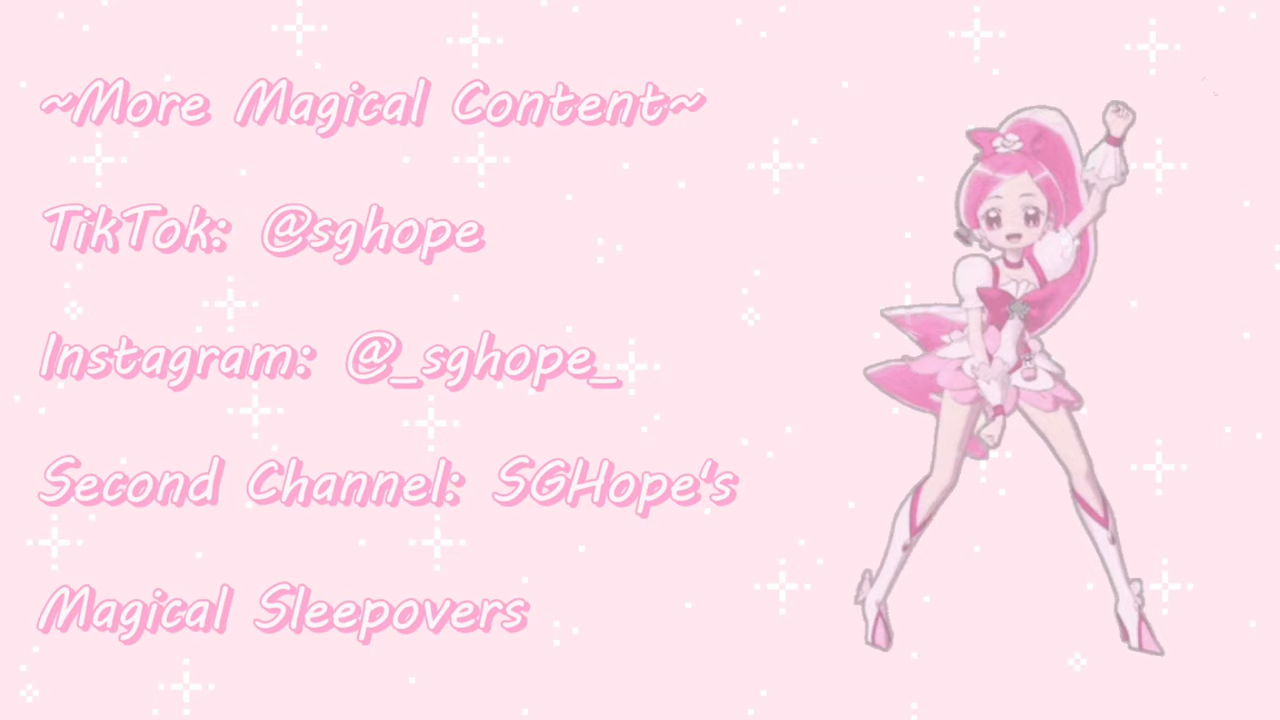 ~More Magical Content~
TikTok: @sghope
Instagram: @_sghope_
Second Channel: SGHope's
Magical Sleepovers